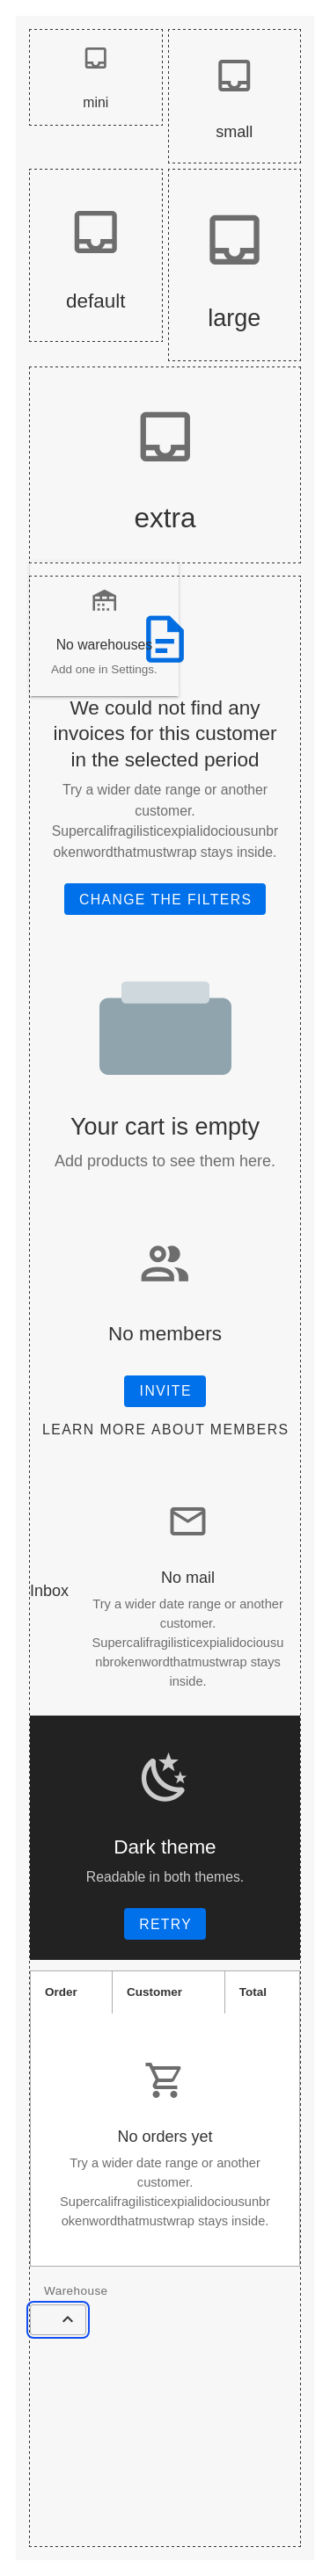 mini
small
default
large
extra
No warehouses
Add one in Settings.
We could not find any
invoices for this customer
in the selected period
Try a wider date range or another
customer.
Supercalifragilisticexpialidociousunbr
okenwordthatmustwrap stays inside.
CHANGE THE FILTERS
Your cart is empty
Add products to see them here.
No members
INVITE
LEARN MORE ABOUT MEMBERS
Inbox
No mail
Try a wider date range or another
customer.
Supercalifragilisticexpialidociousu
nbrokenwordthatmustwrap stays
inside.
Dark theme
Readable in both themes.
RETRY
Order Customer Total
No orders yet
Try a wider date range or another
customer.
Supercalifragilisticexpialidociousunbr
okenwordthatmustwrap stays inside.
Warehouse